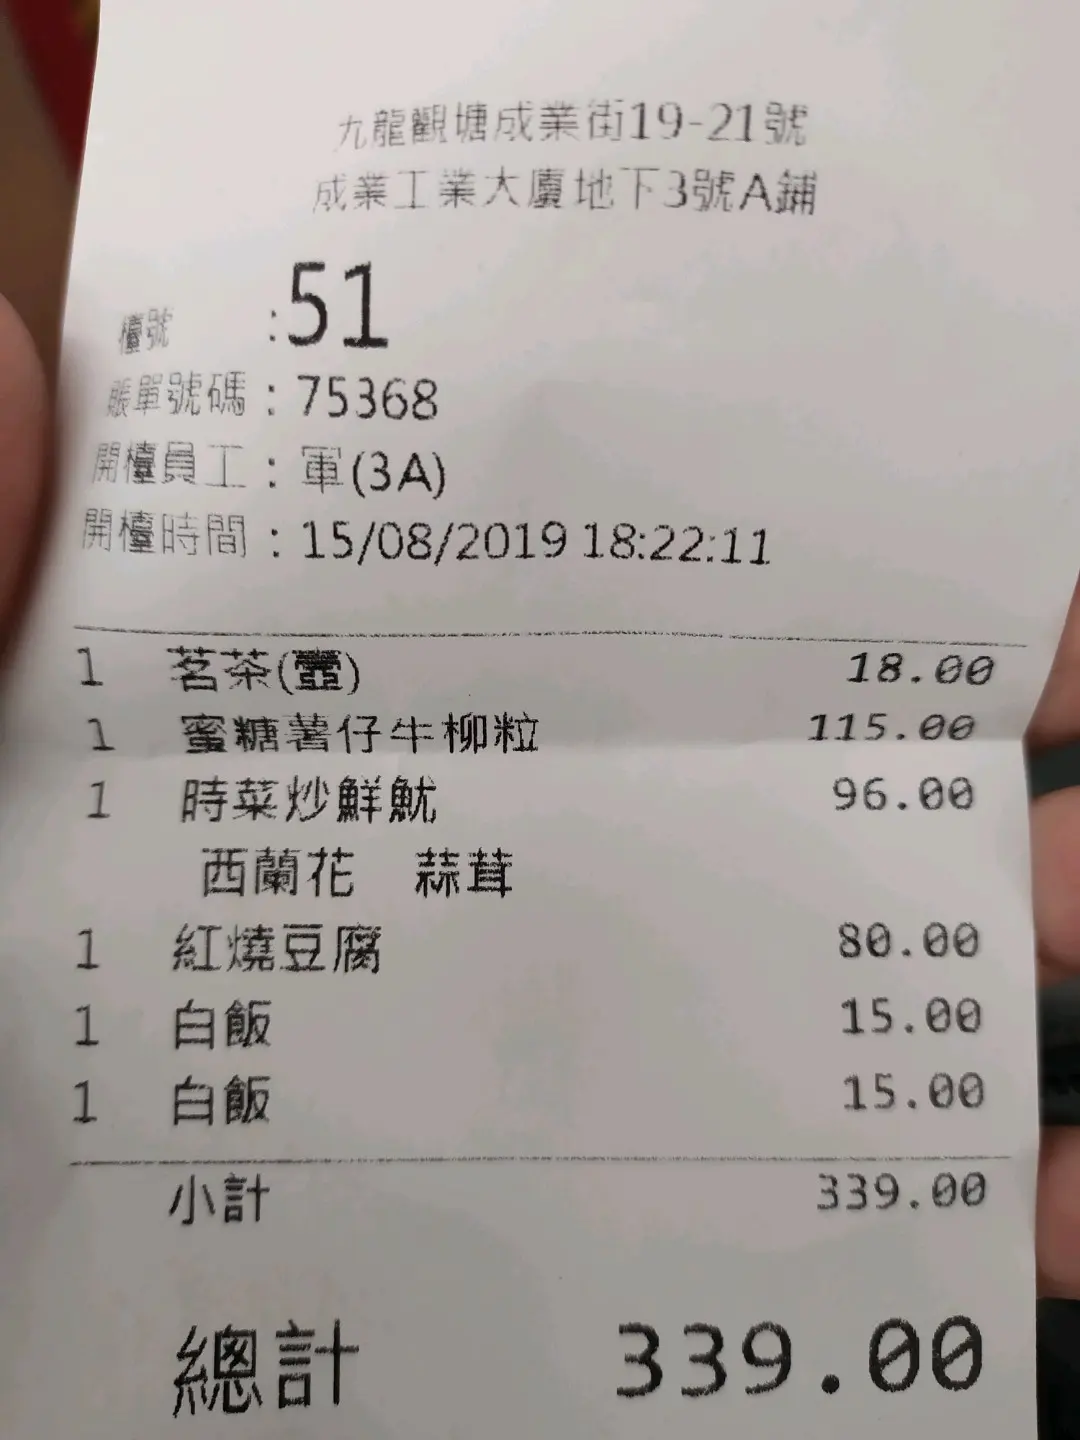 九龍觀塘成業街19-21號
成業工業大廈地下3號A鋪
檯號 :51
賬單號碼 : 75368
開檯員工 : 軍(3A)
開檯時間 : 15/08/2019 18:22:11
1 茗茶(壼) 18.00
1 蜜糖薯仔牛柳粒 115.00
1 時菜炒鮮魷 96.00
西蘭花 蒜茸
1 紅燒豆腐 80.00
1 白飯 15.00
1 白飯 15.00
小計 339.00
總計 339.00